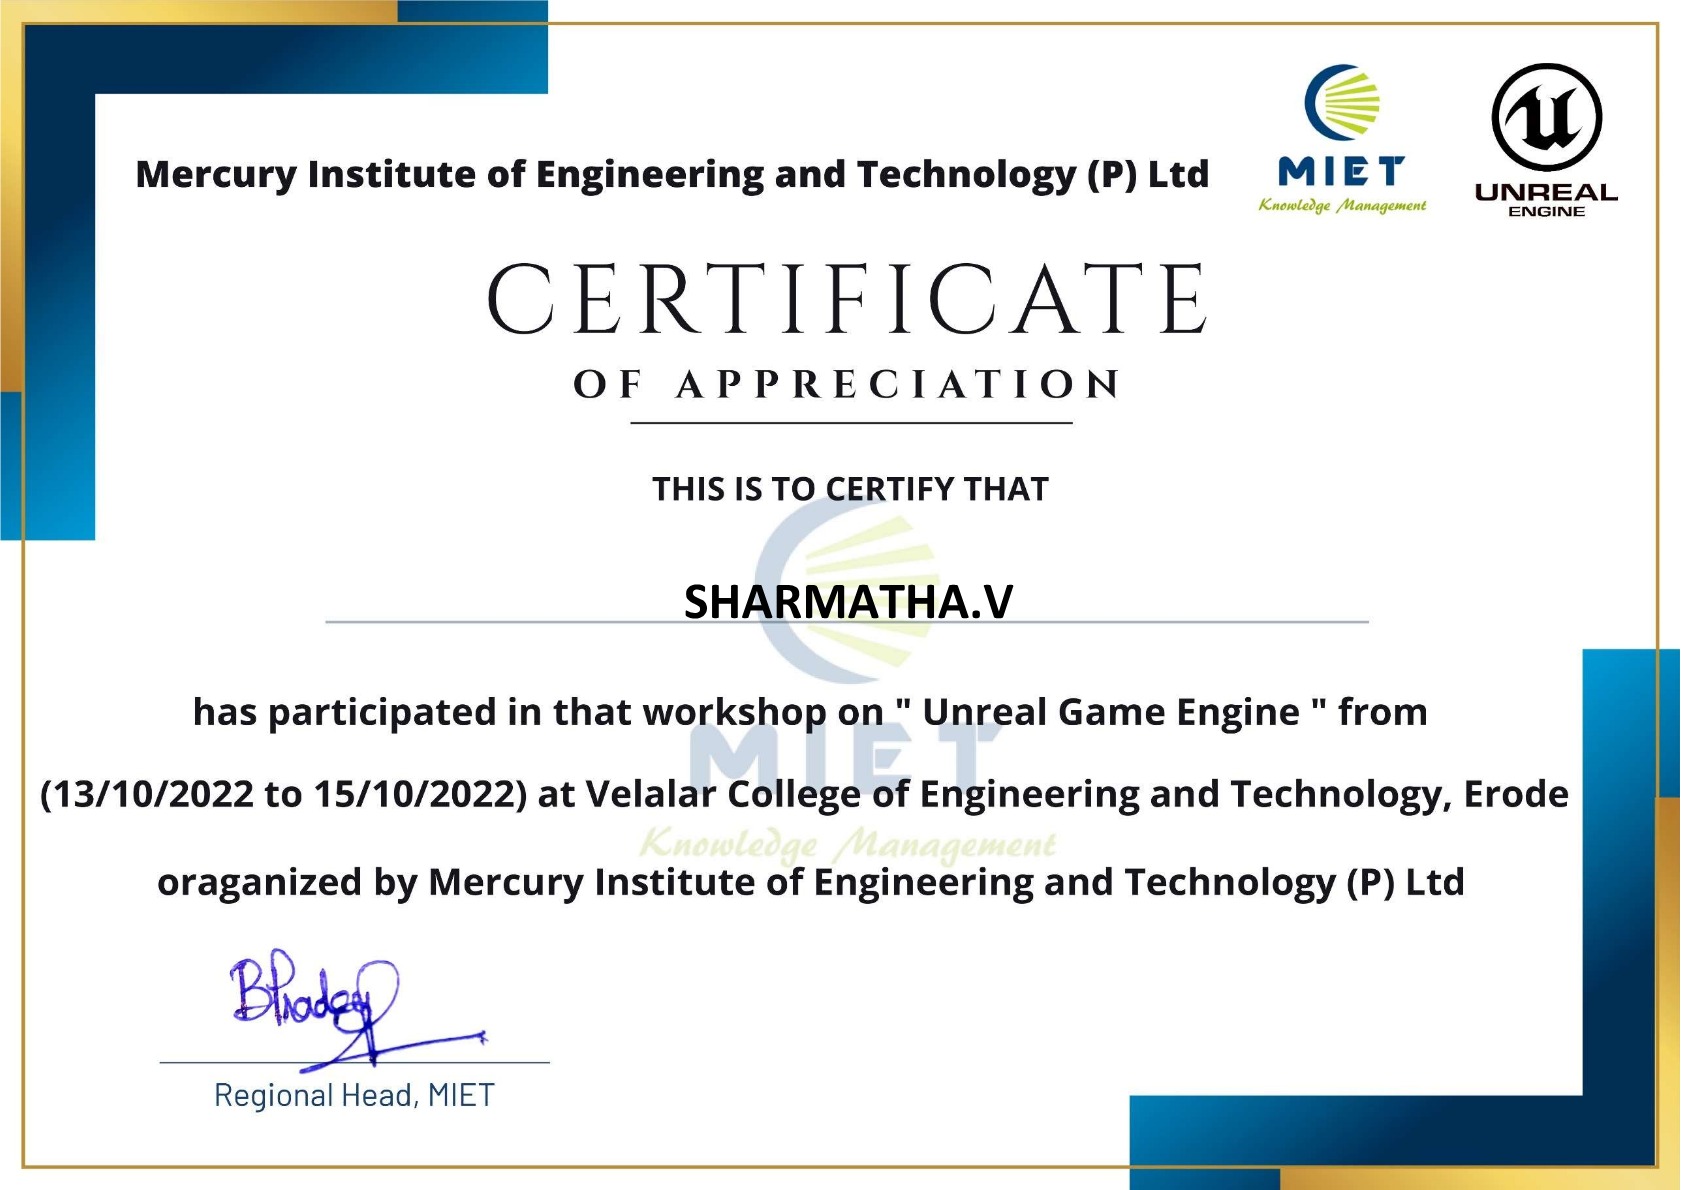 Mercury Institute of Engineering and Technology (P) Ltd
MIET
Knowledge Management
UNREAL
ENGINE
CERTIFICATE
OF APPRECIATION
THIS IS TO CERTIFY THAT
SHARMATHA.V
has participated in that workshop on " Unreal Game Engine " from
MIET
(13/10/2022 to 15/10/2022) at Velalar College of Engineering and Technology, Erode
Knowledge Management
oraganized by Mercury Institute of Engineering and Technology (P) Ltd
Regional Head, MIET